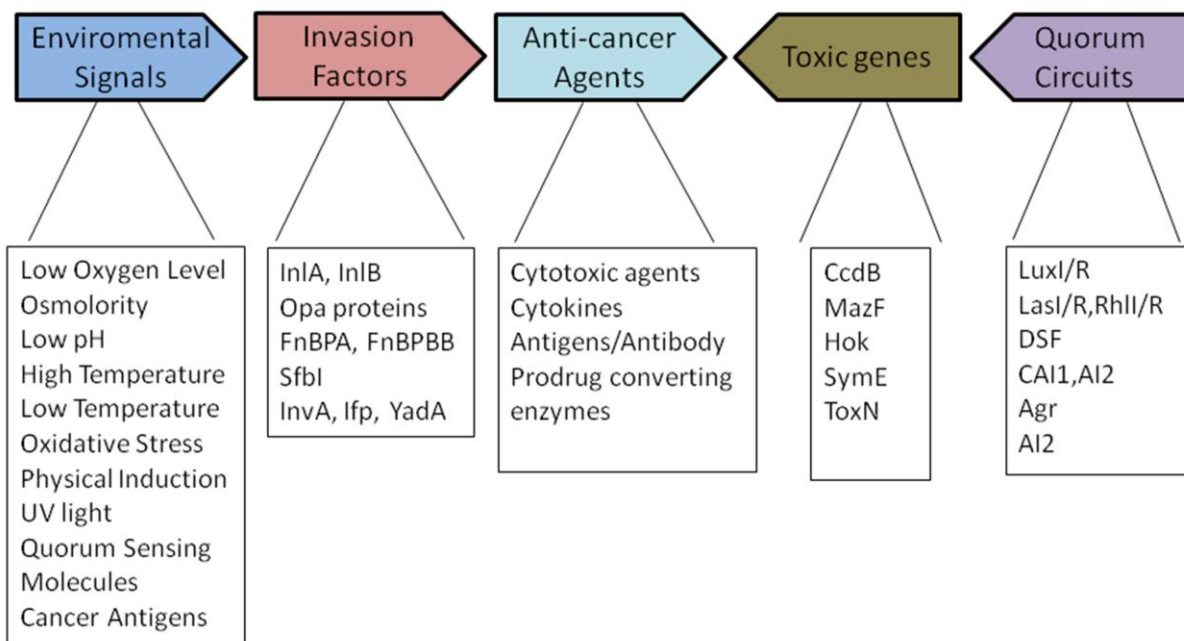 Enviromental
Signals
Invasion
Factors
Anti-cancer
Agents
Toxic genes
Quorum
Circuits
Low Oxygen Level
Osmolority
Low pH
High Temperature
Low Temperature
Oxidative Stress
Physical Induction
UV light
Quorum Sensing
Molecules
Cancer Antigens
InlA, InlB
Opa proteins
FnBPA, FnBPBB
SfbI
InvA, Ifp, YadA
Cytotoxic agents
Cytokines
Antigens/Antibody
Prodrug converting
enzymes
CcdB
MazF
Hok
SymE
ToxN
LuxI/R
LasI/R,RhlI/R
DSF
CAI1,AI2
Agr
AI2